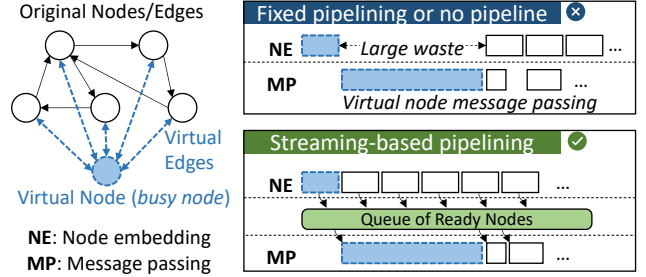 Original Nodes/Edges
Virtual
Edges
Virtual Node (busy node)
NE: Node embedding
MP: Message passing
Fixed pipelining or no pipeline
NE
Large waste
...
MP
...
Virtual node message passing
Streaming-based pipelining
NE
...
Queue of Ready Nodes
MP
...